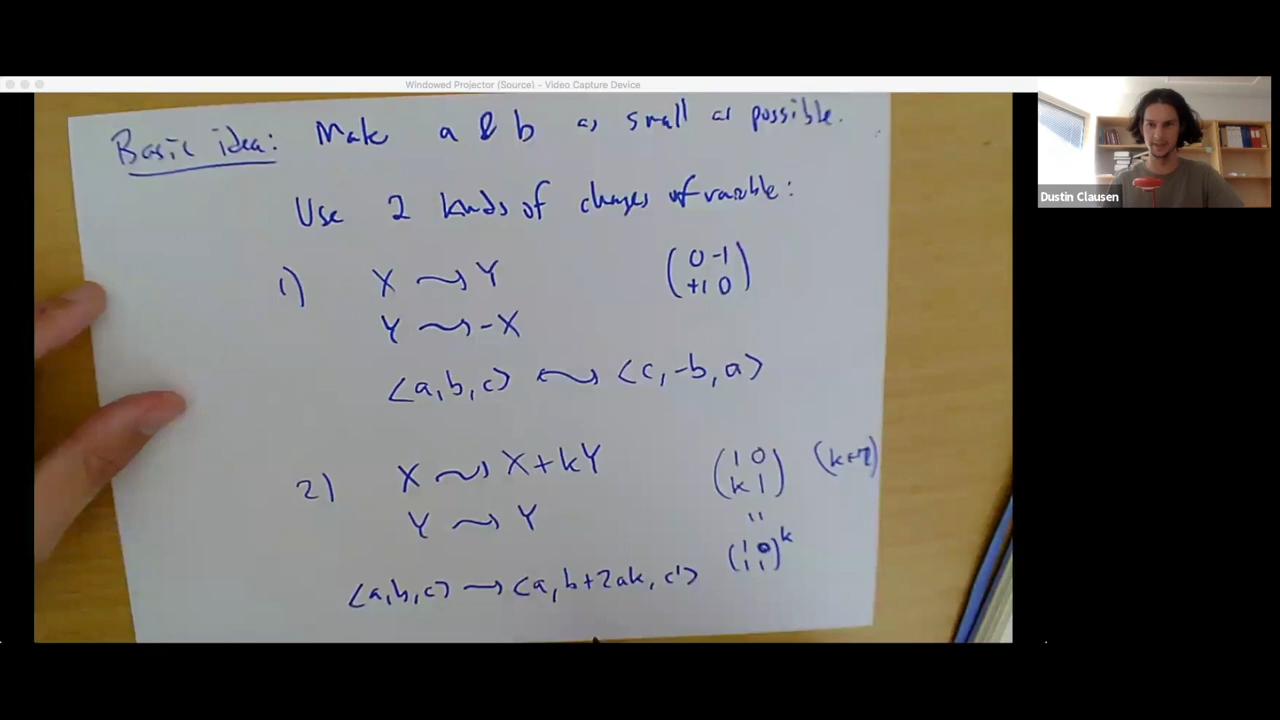 Windowed Projector (Source) - Video Capture Device
Basic idea: Make a & b as small as possible.
Use 2 kinds of changes of variable:
1) X ⇝ Y (0 -1
+1 0)
Y ⇝ -X
<a, b, c> ↭ <c, -b, a>
2) X ⇝ X + kY (1 0
k 1) (k∈ℤ)
Y ⇝ Y
=
(1 0
1 1)^k
<a, b, c> ⇝ <a, b+2ak, c'>
Dustin Clausen